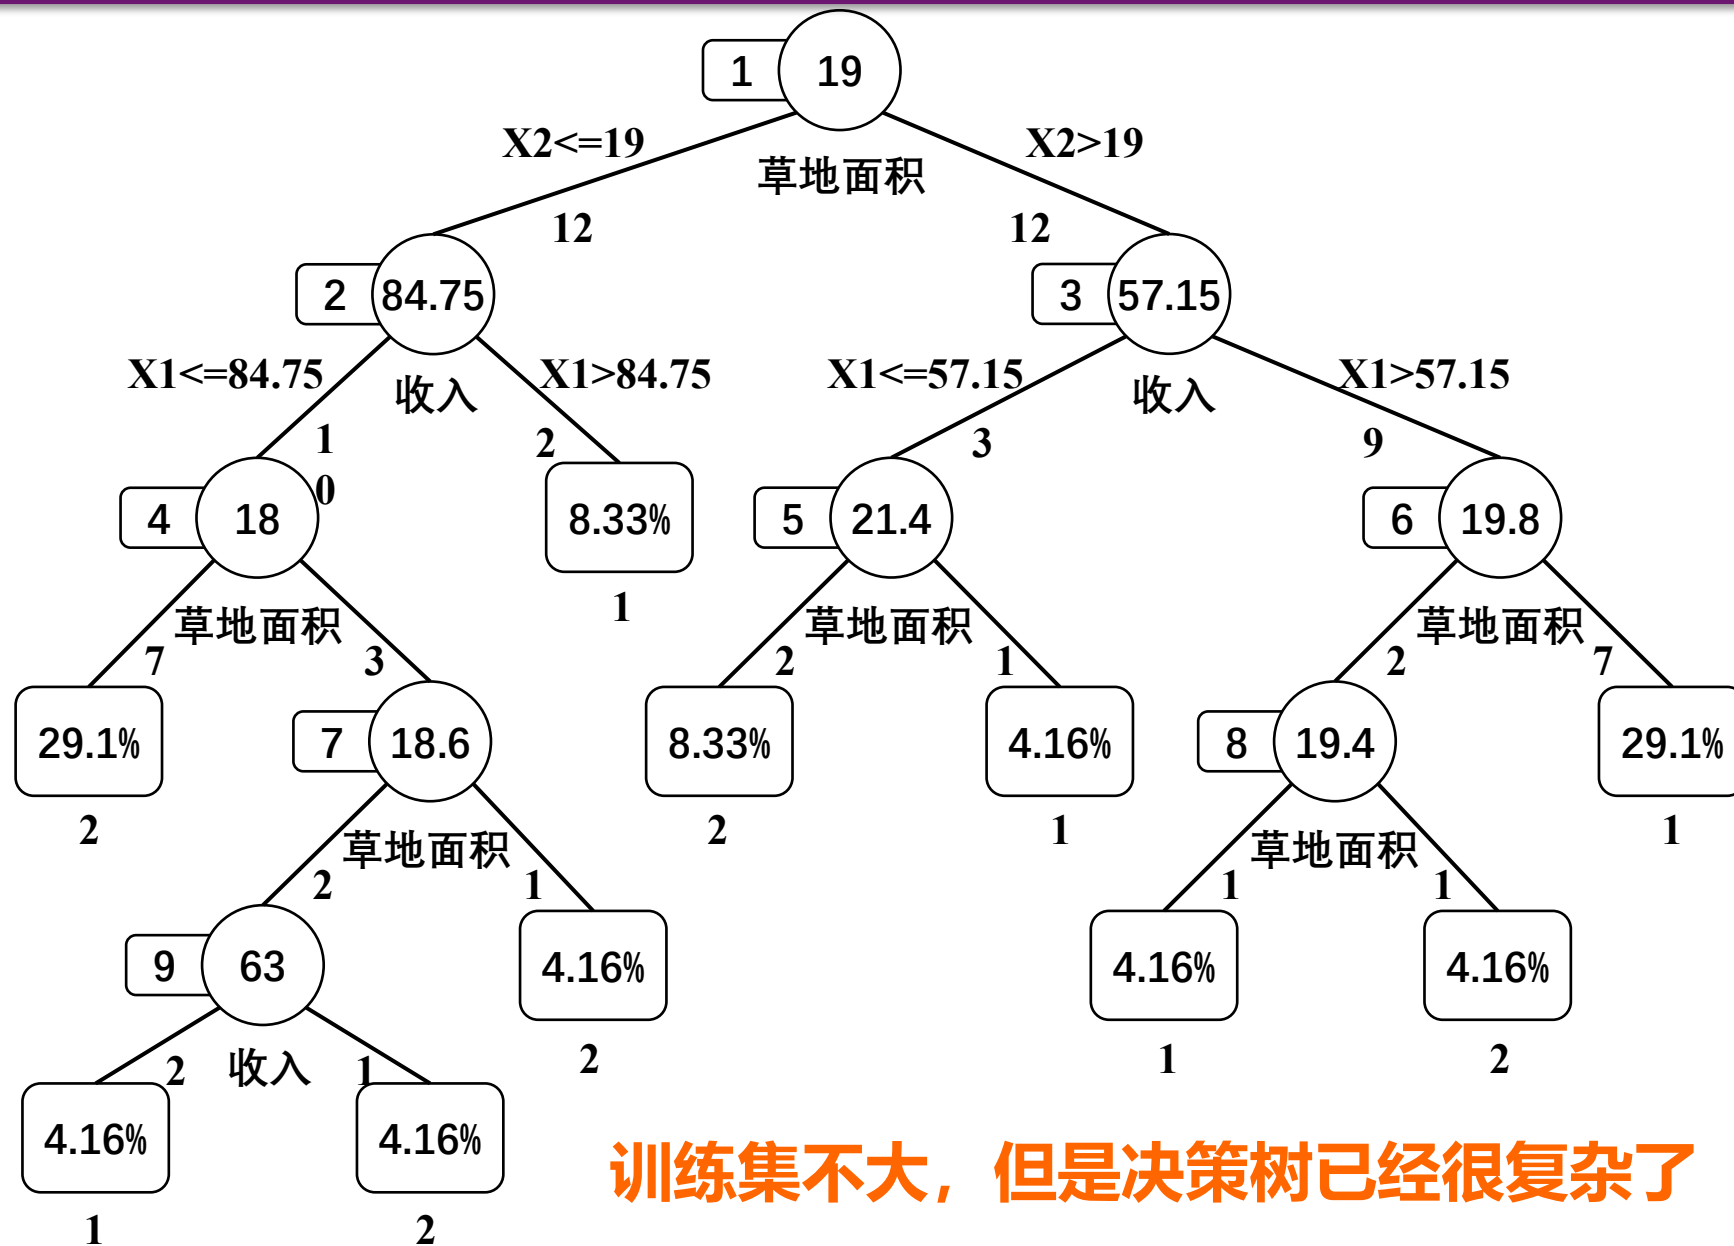 1 19
X2<=19 X2>19
草地面积
12 12
2 84.75 3 57.15
X1<=84.75 X1>84.75 X1<=57.15 X1>57.15
收入 收入
1 2 3 9
0
4 18 8.33% 5 21.4 6 19.8
1
草地面积 草地面积 草地面积
7 3 2 1 2 7
29.1% 7 18.6 8.33% 4.16% 8 19.4 29.1%
2 2 1 1
草地面积 草地面积
2 1 1 1
9 63 4.16% 4.16% 4.16%
2 1 2
2 收入 1
4.16% 4.16%
训练集不大，但是决策树已经很复杂了
1 2